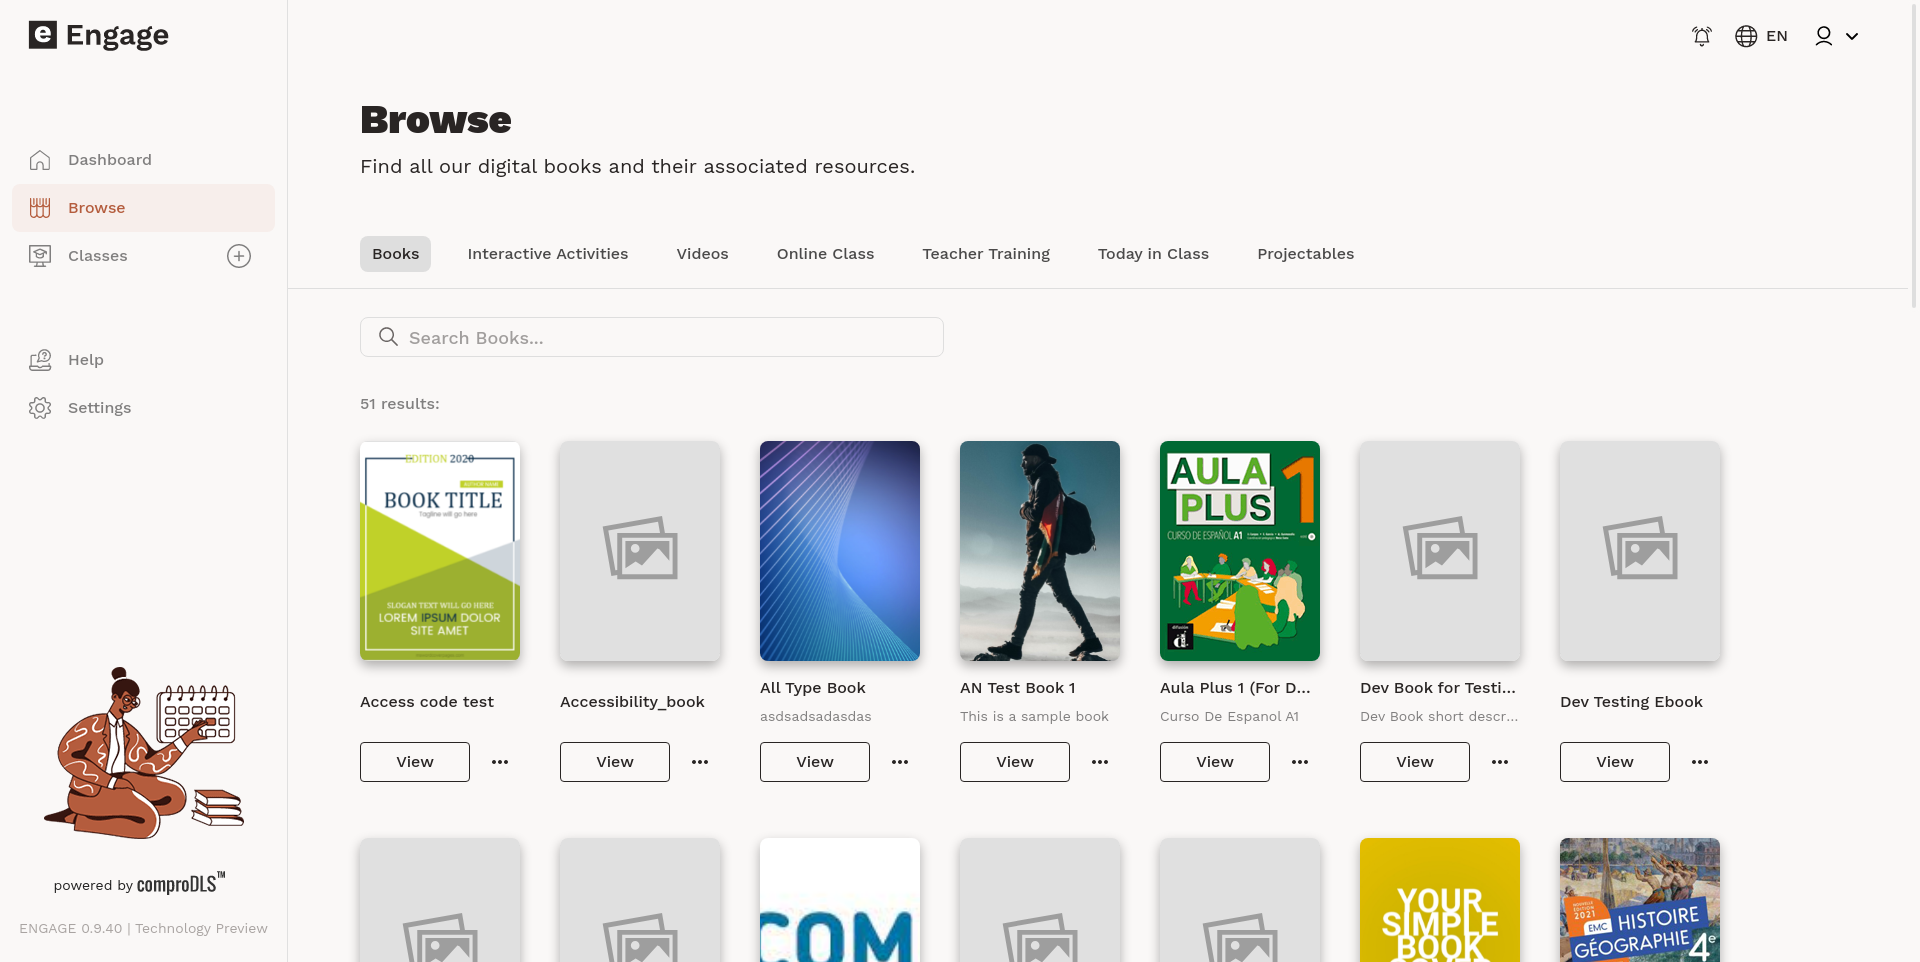 e Engage
EN
Browse
Find all our digital books and their associated resources.
Dashboard
Browse
Classes
Help
Settings
Books Interactive Activities Videos Online Class Teacher Training Today in Class Projectables
Search Books...
51 results:
EDITION 2020
AUTHOR NAME
BOOK TITLE
Tagline will go here
SLOGAN TEXT WILL GO HERE
LOREM IPSUM DOLOR
SITE AMET
AULA
PLUS
1
CURSO DE ESPAÑOL A1
difusión
Access code test
Accessibility_book
All Type Book
asdsadsadasdas
AN Test Book 1
This is a sample book
Aula Plus 1 (For D...
Curso De Espanol A1
Dev Book for Testi...
Dev Book short descr...
Dev Testing Ebook
View ••• View ••• View ••• View ••• View ••• View ••• View •••
COM
YOUR
SIMPLE
BOOK
NOUVELLE
ÉDITION
2021
EMC HISTOIRE
GÉOGRAPHIE 4e
powered by comproDLS™
ENGAGE 0.9.40 | Technology Preview